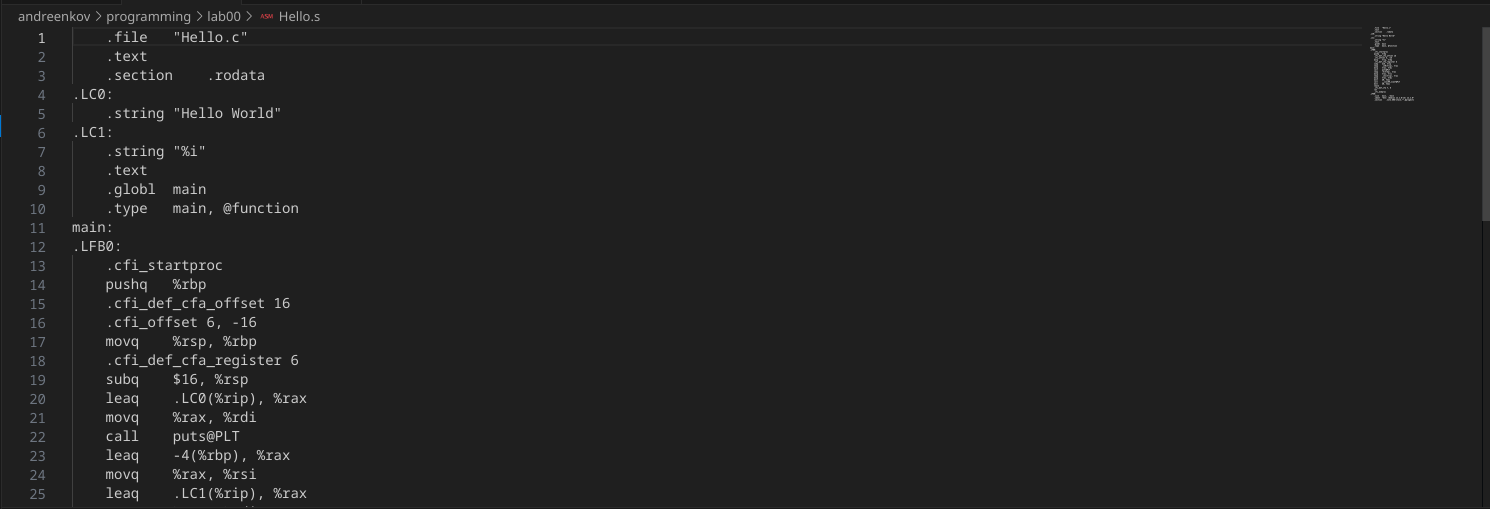 andreenkov > programming > lab00 > ASM Hello.s
1 .file "Hello.c"
2 .text
3 .section .rodata
4 .LC0:
5 .string "Hello World"
6 .LC1:
7 .string "%i"
8 .text
9 .globl main
10 .type main, @function
11 main:
12 .LFB0:
13 .cfi_startproc
14 pushq %rbp
15 .cfi_def_cfa_offset 16
16 .cfi_offset 6, -16
17 movq %rsp, %rbp
18 .cfi_def_cfa_register 6
19 subq $16, %rsp
20 leaq .LC0(%rip), %rax
21 movq %rax, %rdi
22 call puts@PLT
23 leaq -4(%rbp), %rax
24 movq %rax, %rsi
25 leaq .LC1(%rip), %rax